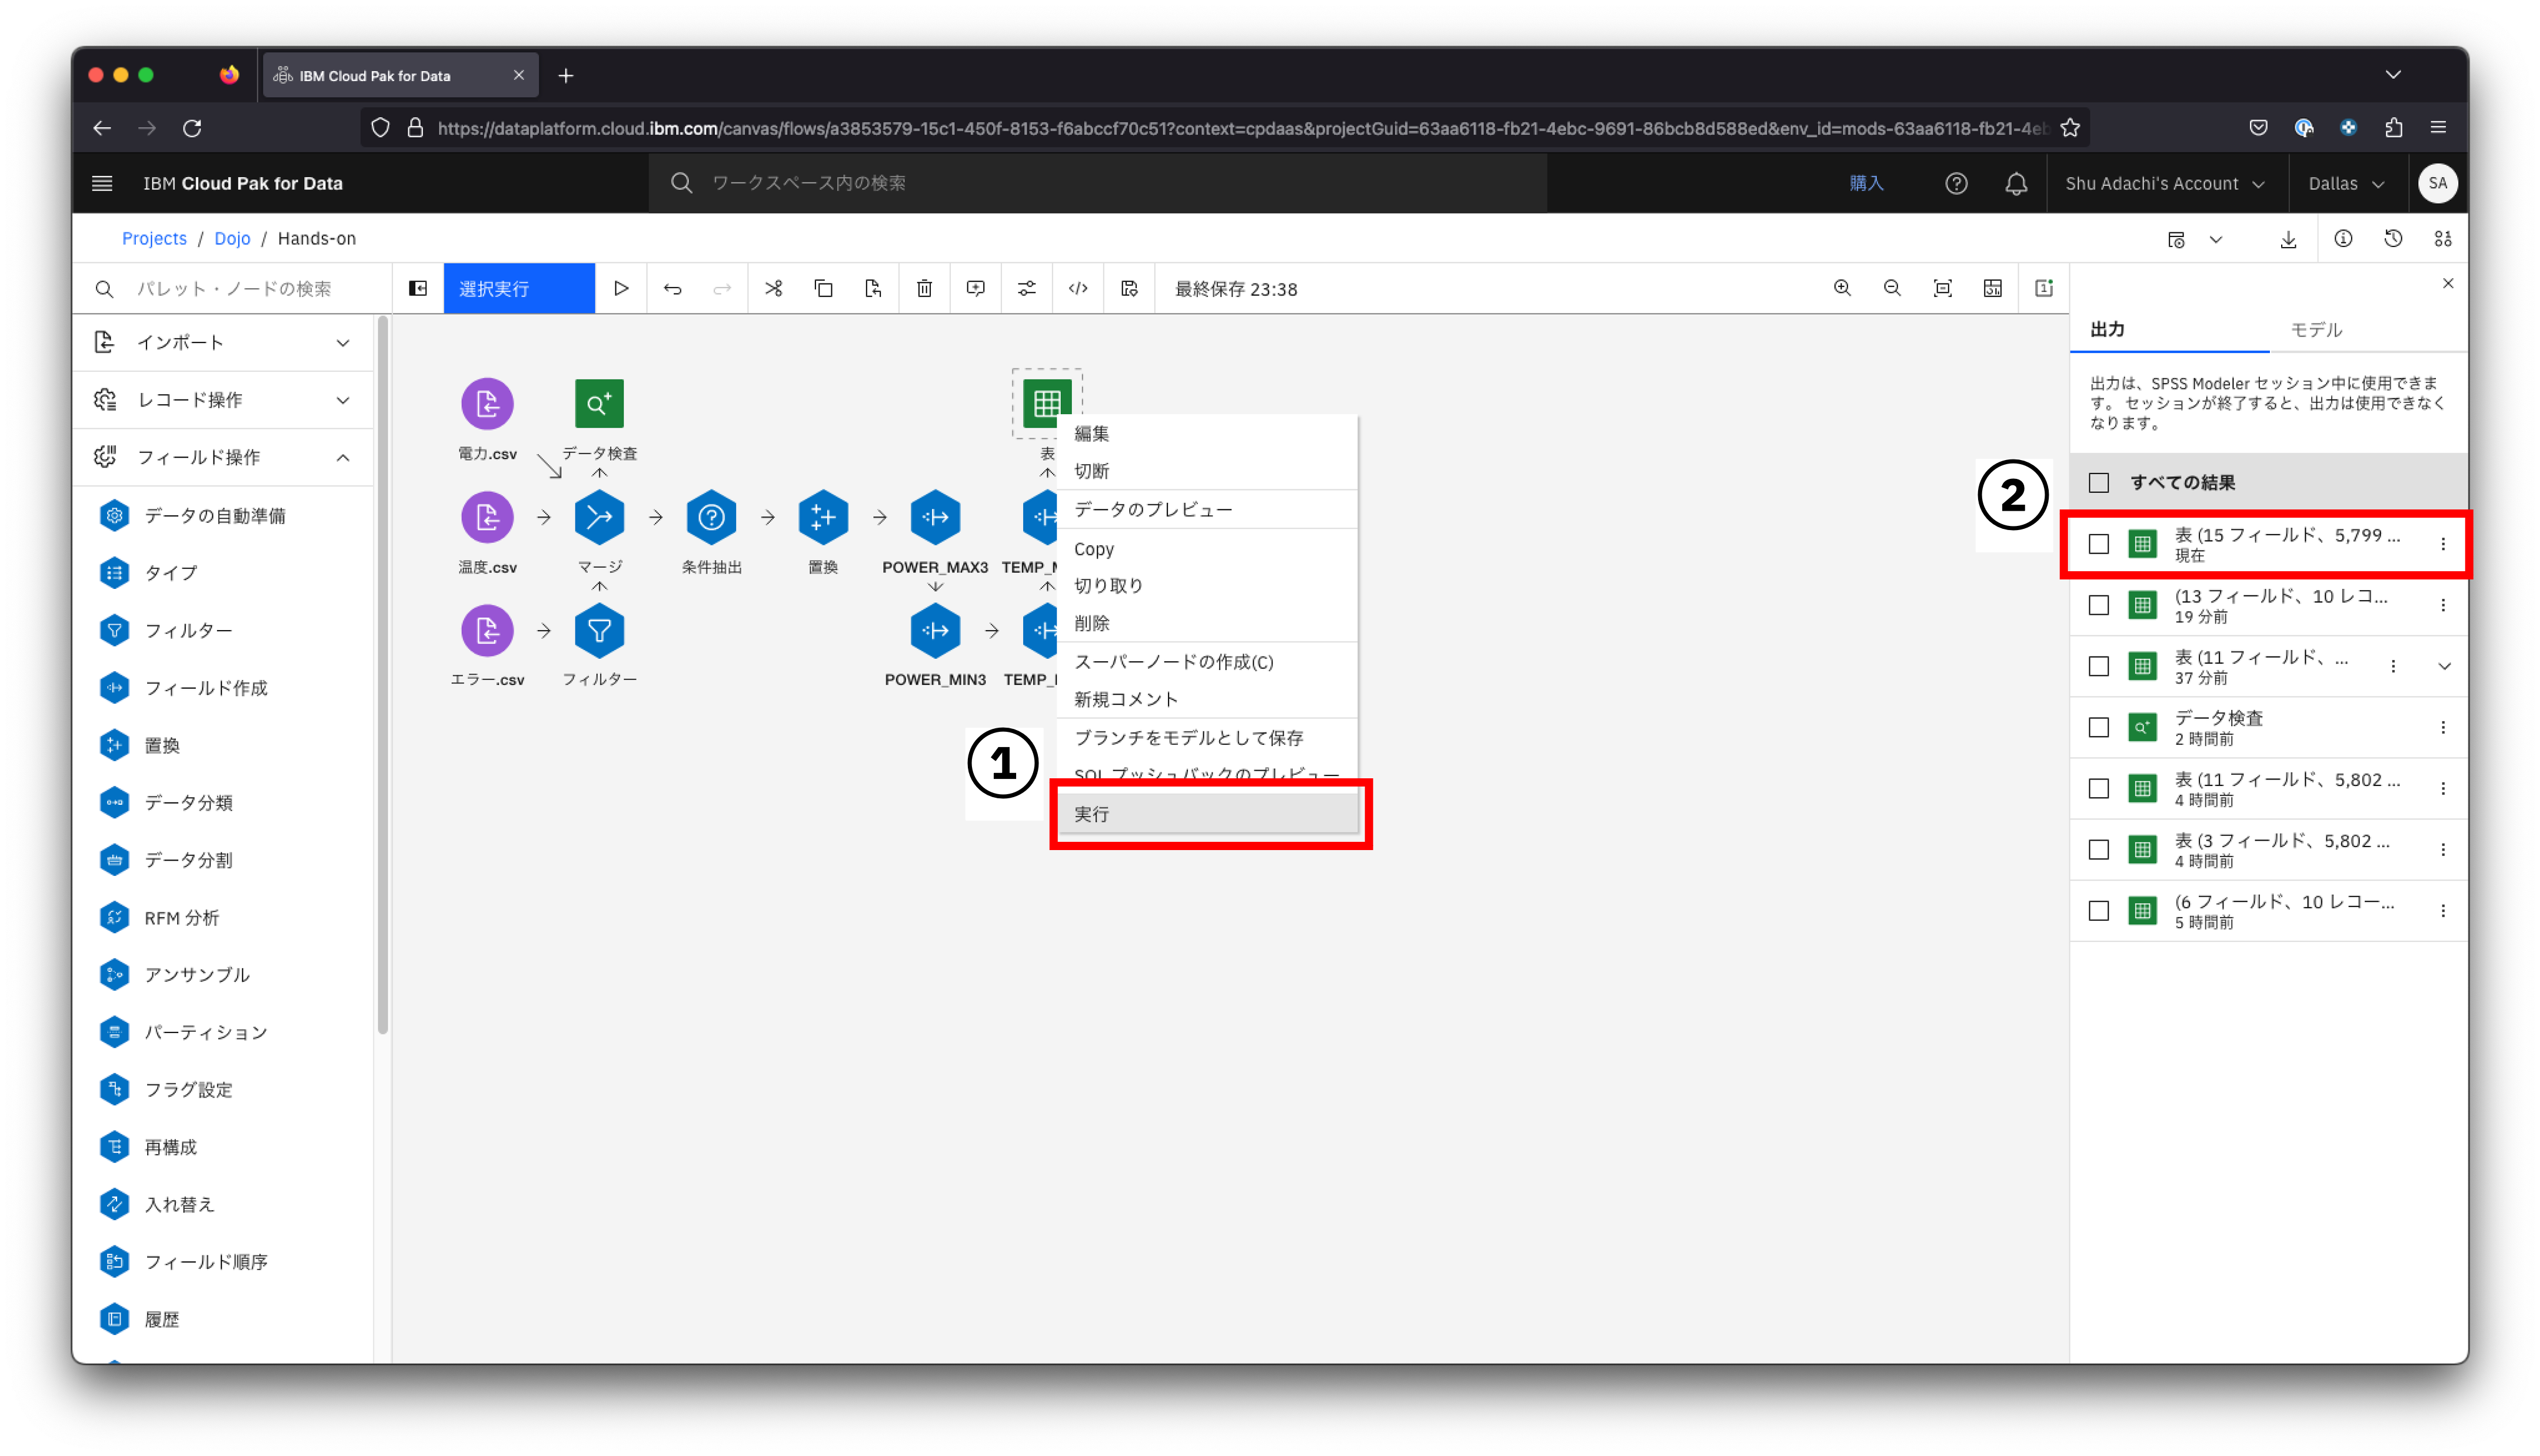 IBM Cloud Pak for Data
https://dataplatform.cloud.ibm.com/canvas/flows/a3853579-15c1-450f-8153-f6abccf70c51?context=cpdaas&projectGuid=63aa6118-fb21-4ebc-9691-86bcb8d588ed&env_id=mods-63aa6118-fb21-4eb
IBM Cloud Pak for Data
ワークスペース内の検索
購入
Shu Adachi's Account
Dallas
SA
Projects / Dojo / Hands-on
パレット・ノードの検索
選択実行
最終保存 23:38
インポート
レコード操作
フィールド操作
データの自動準備
タイプ
フィルター
フィールド作成
置換
データ分類
データ分割
RFM 分析
アンサンブル
パーティション
フラグ設定
再構成
入れ替え
フィールド順序
履歴
電力.csv
データ検査
表
温度.csv
マージ
条件抽出
置換
POWER_MAX3
TEMP_M
エラー.csv
フィルター
POWER_MIN3
TEMP_
編集
切断
データのプレビュー
Copy
切り取り
削除
スーパーノードの作成(C)
新規コメント
ブランチをモデルとして保存
SQL プッシュバックのプレビュー
実行
1
2
出力
モデル
出力は、SPSS Modeler セッション中に使用できま
す。 セッションが終了すると、出力は使用できなく
なります。
すべての結果
表 (15 フィールド、5,799 ...
現在
(13 フィールド、10 レコ...
19 分前
表 (11 フィールド、...
37 分前
データ検査
2 時間前
表 (11 フィールド、5,802 ...
4 時間前
表 (3 フィールド、5,802 ...
4 時間前
(6 フィールド、10 レコー...
5 時間前